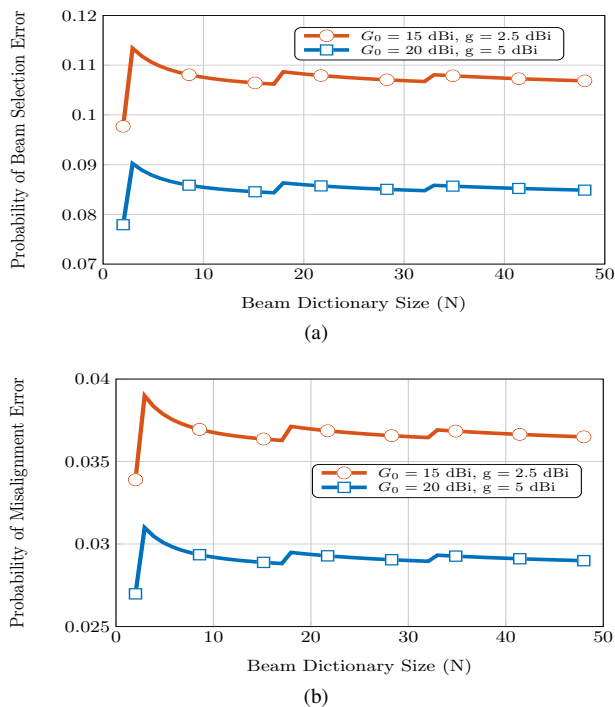 Probability of Beam Selection Error
0.12
0.11
0.1
0.09
0.08
0.07
G₀ = 15 dBi, g = 2.5 dBi
G₀ = 20 dBi, g = 5 dBi
0 10 20 30 40 50
Beam Dictionary Size (N)
(a)
Probability of Misalignment Error
0.04
0.035
0.03
0.025
G₀ = 15 dBi, g = 2.5 dBi
G₀ = 20 dBi, g = 5 dBi
0 10 20 30 40 50
Beam Dictionary Size (N)
(b)